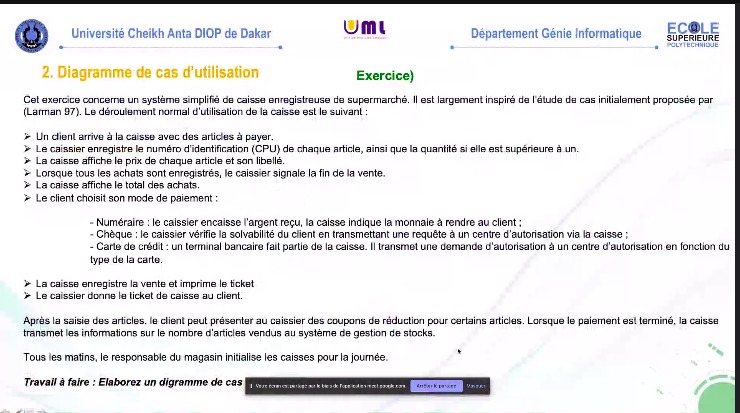 Université Cheikh Anta DIOP de Dakar
UML
Département Génie Informatique
ECOLE
SUPERIEURE
POLYTECHNIQUE
2. Diagramme de cas d'utilisation
Exercice)
Cet exercice concerne un système simplifié de caisse enregistreuse de supermarché. Il est largement inspiré de l'étude de cas initialement proposée par
(Larman 97). Le déroulement normal d'utilisation de la caisse est le suivant :
➤ Un client arrive à la caisse avec des articles à payer.
➤ Le caissier enregistre le numéro d'identification (CPU) de chaque article, ainsi que la quantité si elle est supérieure à un.
➤ La caisse affiche le prix de chaque article et son libellé.
➤ Lorsque tous les achats sont enregistrés, le caissier signale la fin de la vente.
➤ La caisse affiche le total des achats.
➤ Le client choisit son mode de paiement :
- Numéraire : le caissier encaisse l'argent reçu, la caisse indique la monnaie à rendre au client ;
- Chèque : le caissier vérifie la solvabilité du client en transmettant une requête à un centre d'autorisation via la caisse ;
- Carte de crédit : un terminal bancaire fait partie de la caisse. Il transmet une demande d'autorisation à un centre d'autorisation en fonction du
type de la carte.
➤ La caisse enregistre la vente et imprime le ticket
➤ Le caissier donne le ticket de caisse au client.
Après la saisie des articles, le client peut présenter au caissier des coupons de réduction pour certains articles. Lorsque le paiement est terminé, la caisse
transmet les informations sur le nombre d'articles vendus au système de gestion de stocks.
Tous les matins, le responsable du magasin initialise les caisses pour la journée.
Travail à faire : Elaborez un digramme de cas
Votre écran est partagé par le biais de l'application meet.google.com. Arrêter le partage Masquer